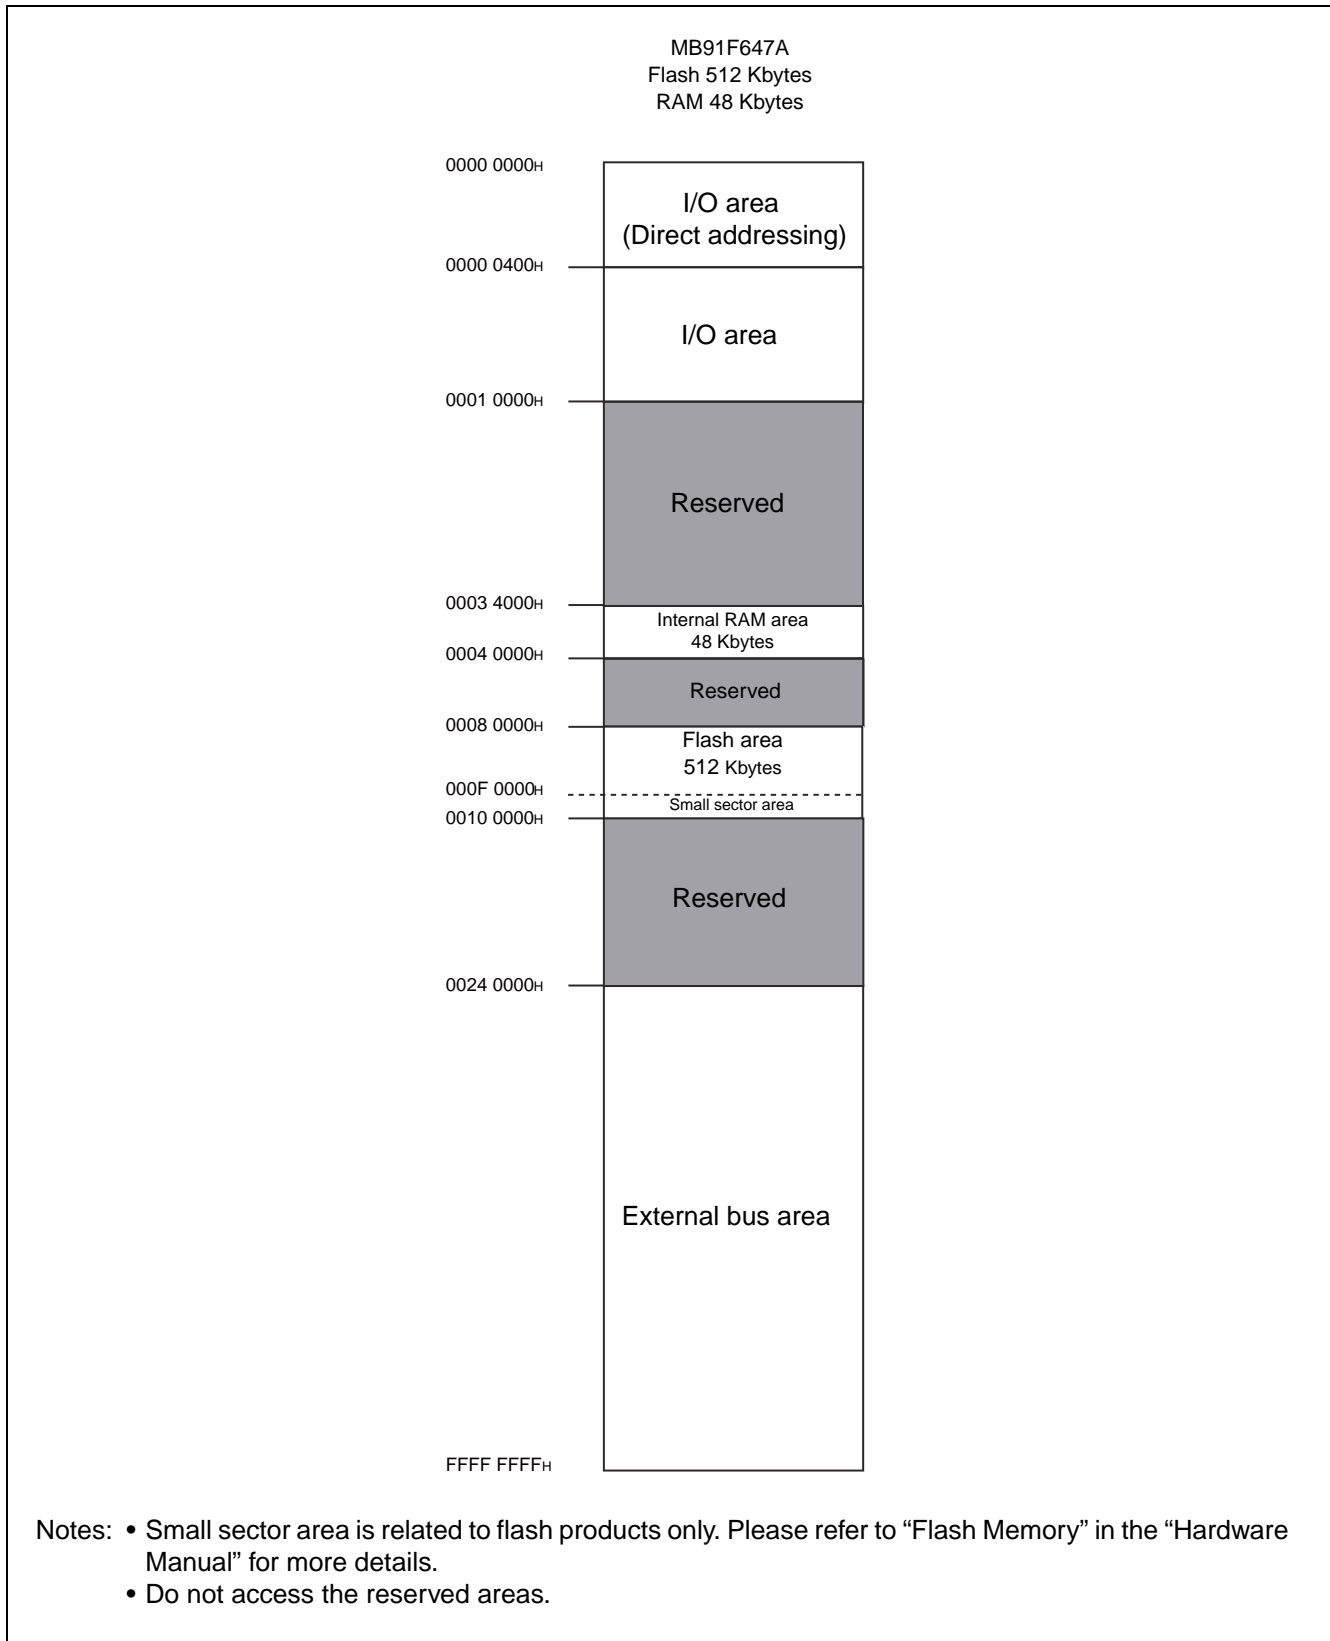 MB91F647A
Flash 512 Kbytes
RAM 48 Kbytes
0000 0000H
I/O area
(Direct addressing)
0000 0400H
I/O area
0001 0000H
Reserved
0003 4000H
Internal RAM area
48 Kbytes
0004 0000H
Reserved
0008 0000H
Flash area
512 Kbytes
000F 0000H
Small sector area
0010 0000H
Reserved
0024 0000H
External bus area
FFFF FFFFH
Notes: • Small sector area is related to flash products only. Please refer to “Flash Memory” in the “Hardware
Manual” for more details.
• Do not access the reserved areas.